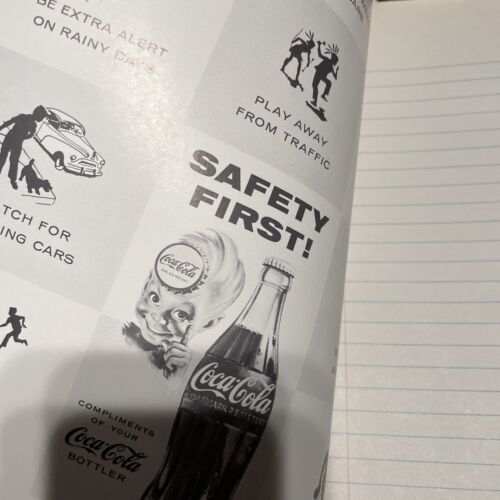 BE EXTRA ALERT
ON RAINY DAYS
PLAY AWAY
FROM TRAFFIC
TCH FOR
ING CARS
SAFETY
FIRST!
Coca-Cola
Coca-Cola
COMPLIMENTS
OF YOUR
Coca-Cola
BOTTLER